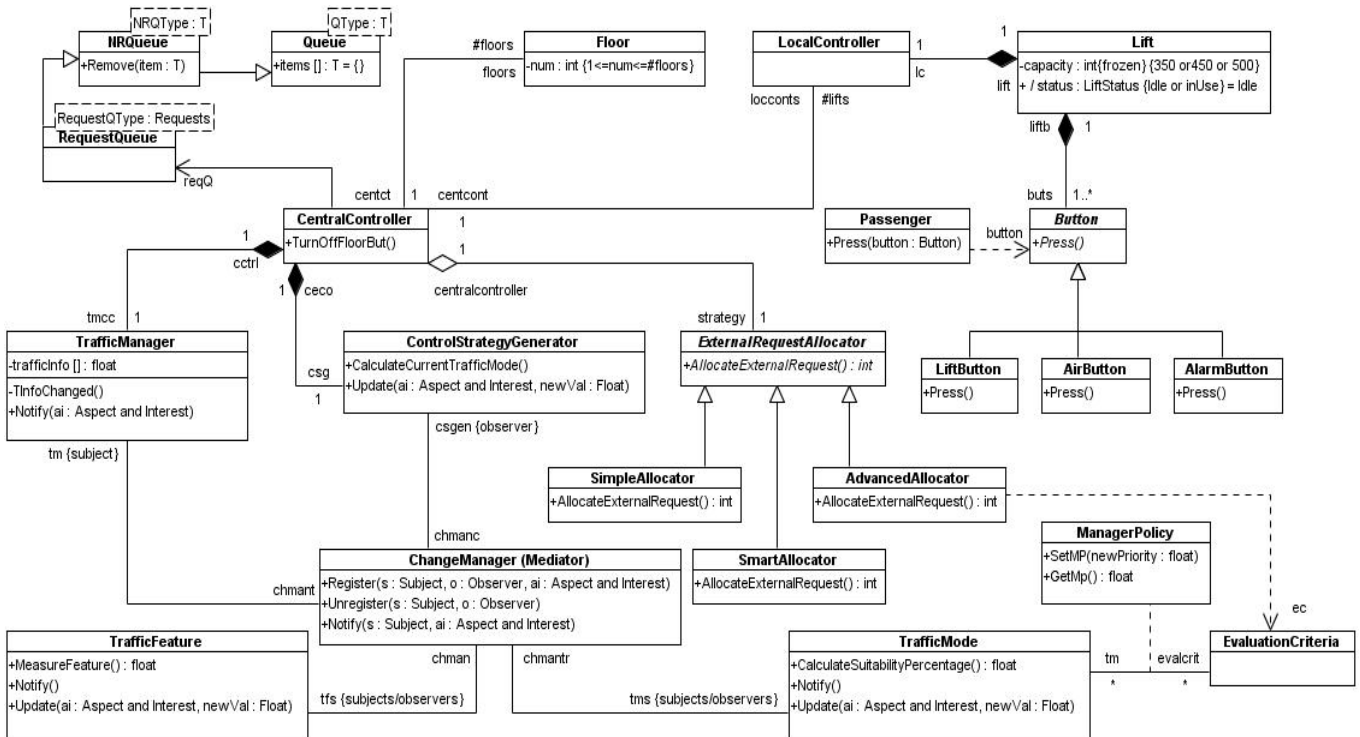 NRQType : T
QType : T
NRQueue
+Remove(item : T)
Queue
+items [] : T = {}
#floors
floors
Floor
-num : int {1<=num<=#floors}
LocalController
1
lc
locconts
#lifts
1
Lift
-capacity : int{frozen} {350 or450 or 500}
+ / status : LiftStatus {Idle or inUse} = Idle
lift
liftb
1
RequestQType : Requests
RequestQueue
reqQ
centct
1
centcont
1
buts
1..*
CentralController
+TurnOffFloorBut()
Passenger
+Press(button : Button)
button
Button
+Press()
1
cctrl
1
ceco
1
centralcontroller
tmcc
1
strategy
1
TrafficManager
-trafficInfo [] : float
-TInfoChanged()
+Notify(ai : Aspect and Interest)
csg
1
ControlStrategyGenerator
+CalculateCurrentTrafficMode()
+Update(ai : Aspect and Interest, newVal : Float)
ExternalRequestAllocator
+AllocateExternalRequest() : int
LiftButton
+Press()
AirButton
+Press()
AlarmButton
+Press()
tm {subject}
csgen {observer}
SimpleAllocator
+AllocateExternalRequest() : int
AdvancedAllocator
+AllocateExternalRequest() : int
chmanc
ChangeManager (Mediator)
+Register(s : Subject, o : Observer, ai : Aspect and Interest)
+Unregister(s : Subject, o : Observer)
+Notify(s : Subject, ai : Aspect and Interest)
chmant
SmartAllocator
+AllocateExternalRequest() : int
ManagerPolicy
+SetMP(newPriority : float)
+GetMp() : float
ec
TrafficFeature
+MeasureFeature() : float
+Notify()
+Update(ai : Aspect and Interest, newVal : Float)
chman
chmantr
tfs {subjects/observers}
tms {subjects/observers}
TrafficMode
+CalculateSuitabilityPercentage() : float
+Notify()
+Update(ai : Aspect and Interest, newVal : Float)
tm
*
evalcrit
*
EvaluationCriteria